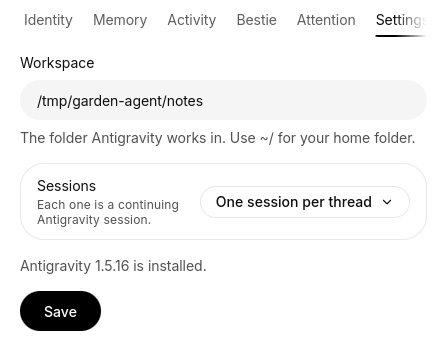 Identity Memory Activity Bestie Attention Settings
Workspace
/tmp/garden-agent/notes
The folder Antigravity works in. Use ~/ for your home folder.
Sessions
Each one is a continuing
Antigravity session.
One session per thread
Antigravity 1.5.16 is installed.
Save